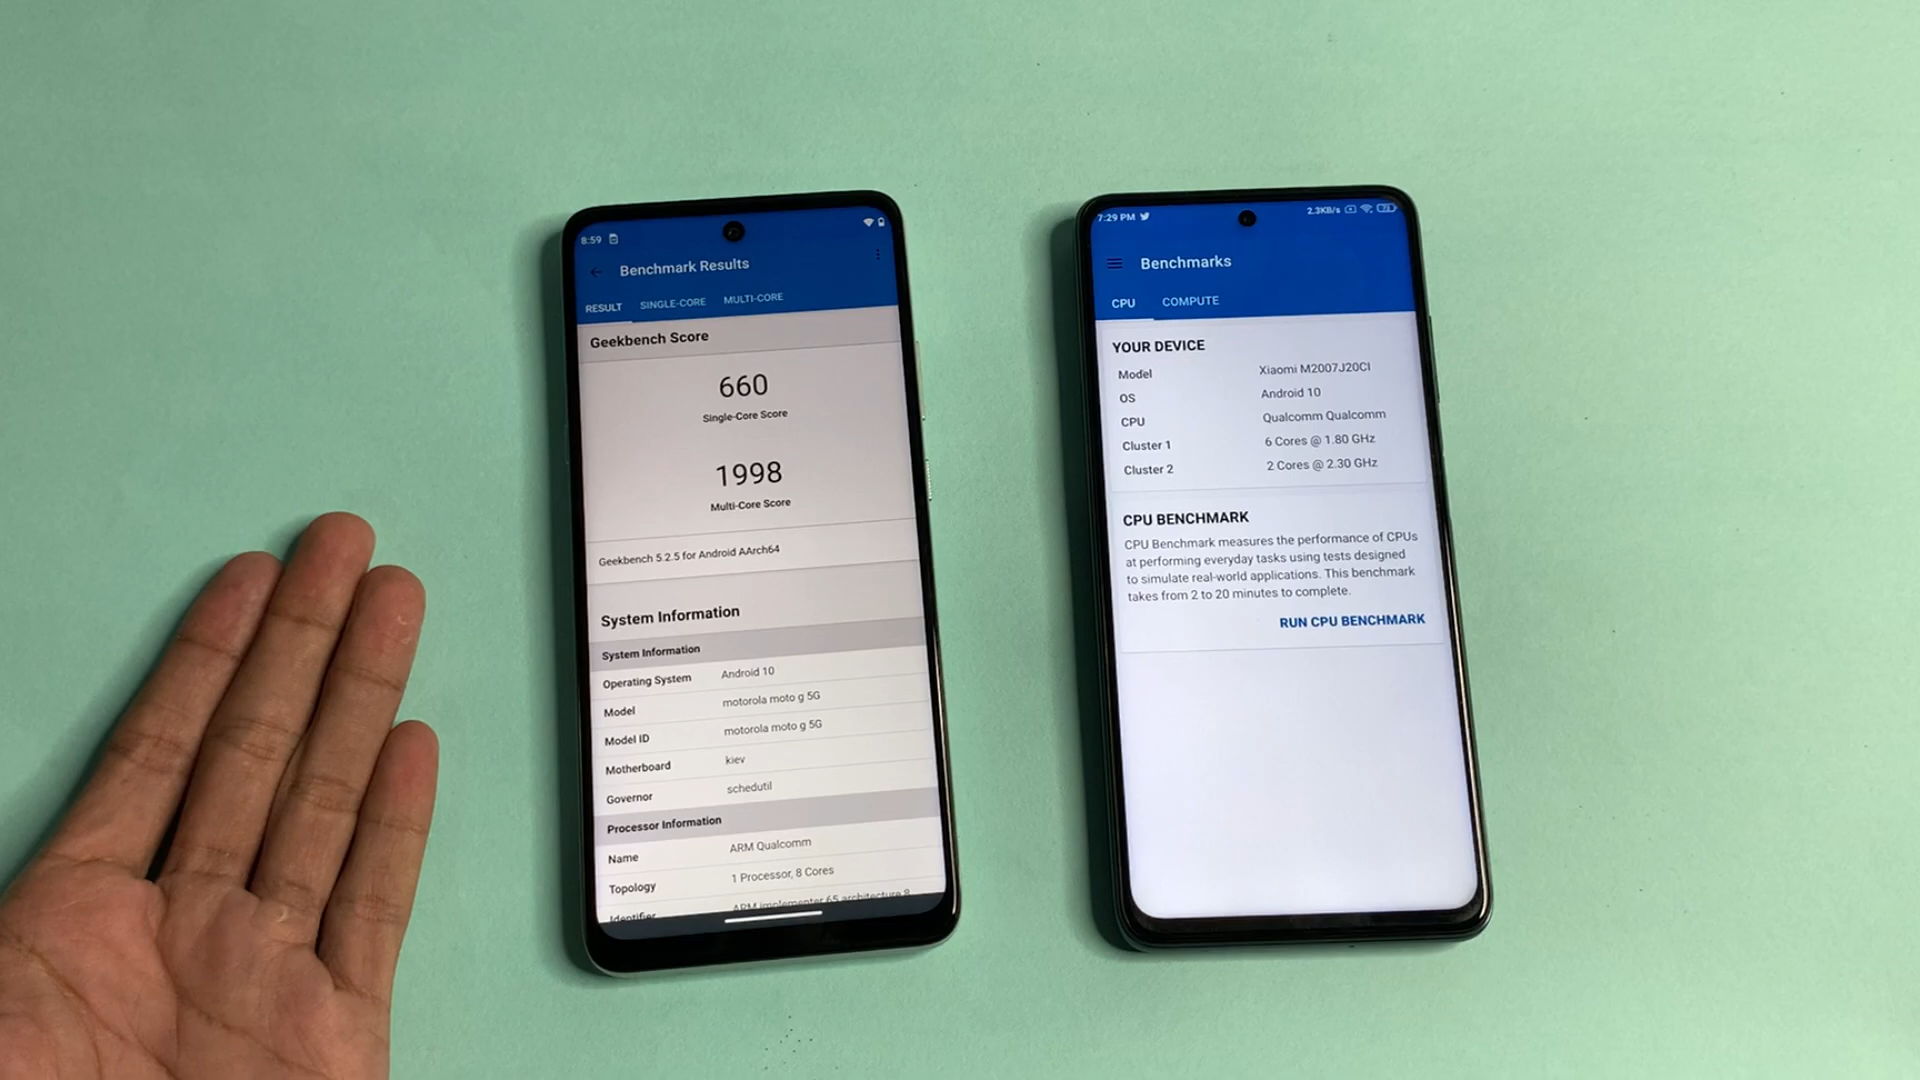 8:59
Benchmark Results
RESULT SINGLE-CORE MULTI-CORE
Geekbench Score
660
Single-Core Score
1998
Multi-Core Score
Geekbench 5.2.5 for Android AArch64
System Information
System Information
Operating System Android 10
Model motorola moto g 5G
Model ID motorola moto g 5G
Motherboard kiev
Governor schedutil
Processor Information
Name ARM Qualcomm
Topology 1 Processor, 8 Cores
Identifier ARM implementer 65 architecture 8
7:29 PM 2.3KB/s
Benchmarks
CPU COMPUTE
YOUR DEVICE
Model Xiaomi M2007J20CI
OS Android 10
CPU Qualcomm Qualcomm
Cluster 1 6 Cores @ 1.80 GHz
Cluster 2 2 Cores @ 2.30 GHz
CPU BENCHMARK
CPU Benchmark measures the performance of CPUs
at performing everyday tasks using tests designed
to simulate real-world applications. This benchmark
takes from 2 to 20 minutes to complete.
RUN CPU BENCHMARK